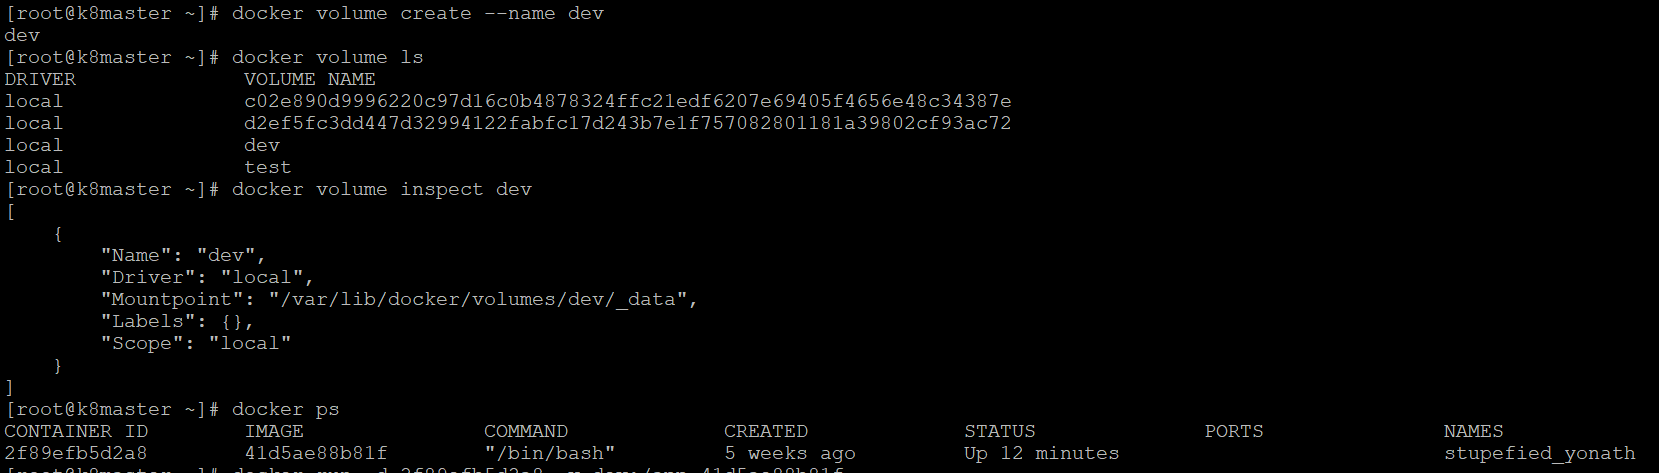 [root@k8master ~]# docker volume create --name dev
dev
[root@k8master ~]# docker volume ls
DRIVER              VOLUME NAME
local               c02e890d9996220c97d16c0b4878324ffc21edf6207e69405f4656e48c34387e
local               d2ef5fc3dd447d32994122fabfc17d243b7e1f757082801181a39802cf93ac72
local               dev
local               test
[root@k8master ~]# docker volume inspect dev
[
    {
        "Name": "dev",
        "Driver": "local",
        "Mountpoint": "/var/lib/docker/volumes/dev/_data",
        "Labels": {},
        "Scope": "local"
    }
]
[root@k8master ~]# docker ps
CONTAINER ID        IMAGE               COMMAND             CREATED             STATUS              PORTS               NAMES
2f89efb5d2a8        41d5ae88b81f        "/bin/bash"         5 weeks ago         Up 12 minutes                           stupefied_yonath